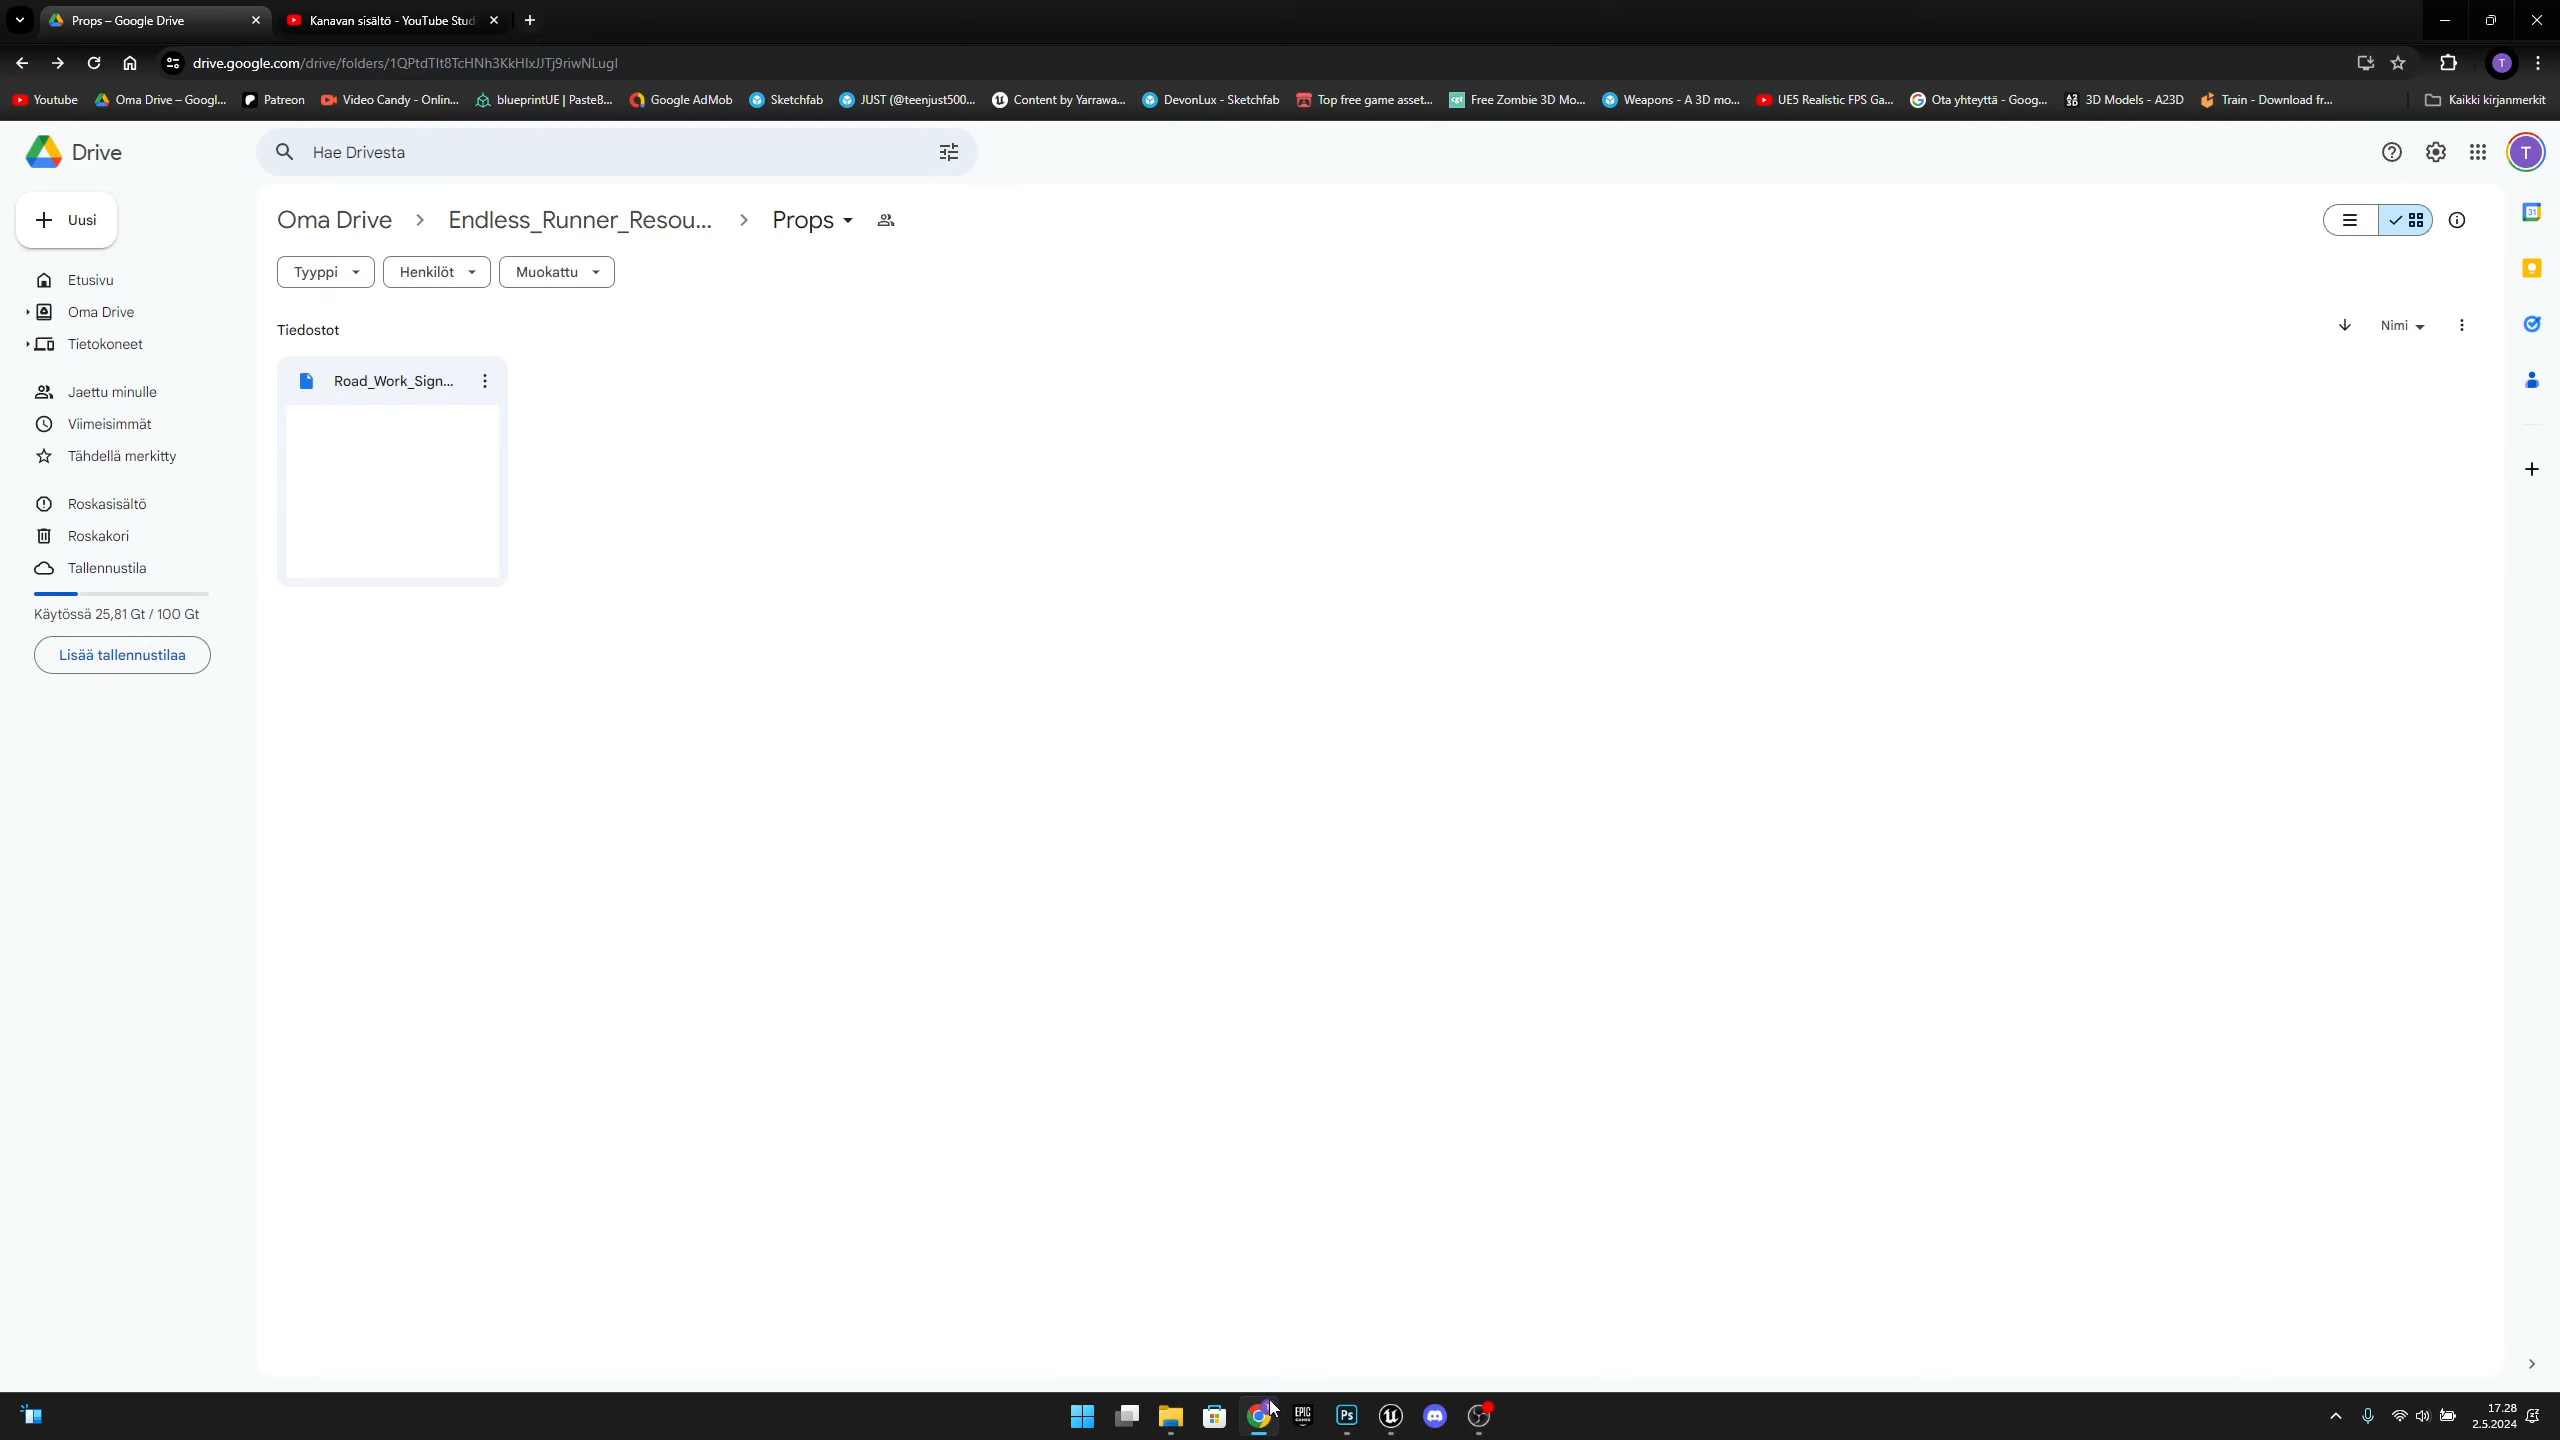 Props – Google Drive
Kanavan sisältö - YouTube Stud
drive.google.com/drive/folders/1QPtdTIt8TcHNh3KkHIxJJTj9riwNLugI
T
Youtube
Oma Drive – Googl...
Patreon
Video Candy - Onlin...
blueprintUE | PasteB...
Google AdMob
Sketchfab
JUST (@teenjust500...
Content by Yarrawa...
DevonLux - Sketchfab
Top free game asset...
Free Zombie 3D Mo...
Weapons - A 3D mo...
UE5 Realistic FPS Ga...
Ota yhteyttä - Goog...
3D Models - A23D
Train - Download fr...
Kaikki kirjanmerkit
Drive
Hae Drivesta
T
Uusi
Oma Drive
Endless_Runner_Resou...
Props
Tyyppi
Henkilöt
Muokattu
Etusivu
Oma Drive
Tietokoneet
Jaettu minulle
Viimeisimmät
Tähdellä merkitty
Roskasisältö
Roskakori
Tallennustila
Käytössä 25,81 Gt / 100 Gt
Lisää tallennustilaa
Tiedostot
Nimi
Road_Work_Sign...
31
EPIC
GAMES
Ps
17.28
2.5.2024